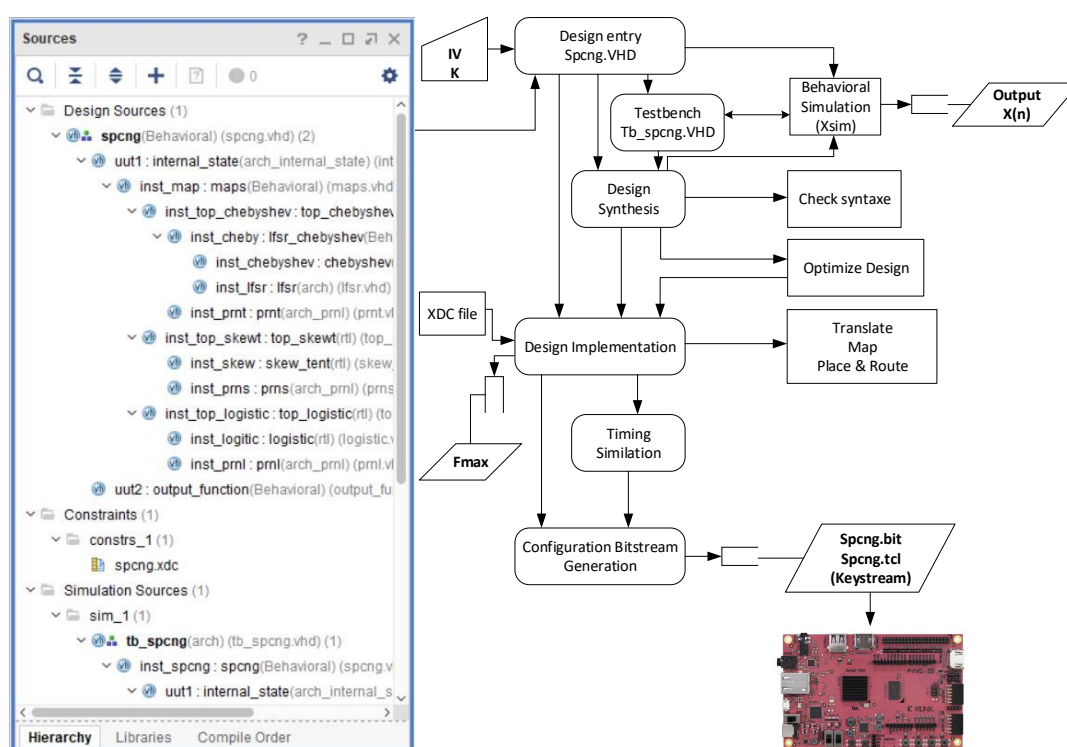 Sources
0
Design Sources (1)
spcng(Behavioral) (spcng.vhd) (2)
uut1 : internal_state(arch_internal_state) (int
inst_map : maps(Behavioral) (maps.vhd
inst_top_chebyshev : top_chebyshev
inst_cheby : lfsr_chebyshev(Beh
inst_chebyshev : chebyshev(
inst_lfsr : lfsr(arch) (lfsr.vhd)
inst_prnt : prnt(arch_prnl) (prnt.vl
inst_top_skewt : top_skewt(rtl) (top_
inst_skew : skew_tent(rtl) (skew_
inst_prns : prns(arch_prnl) (prns
inst_top_logistic : top_logistic(rtl) (to
inst_logitic : logistic(rtl) (logistic.v
inst_prnl : prnl(arch_prnl) (prnl.vl
uut2 : output_function(Behavioral) (output_fu
Constraints (1)
constrs_1 (1)
spcng.xdc
Simulation Sources (1)
sim_1 (1)
tb_spcng(arch) (tb_spcng.vhd) (1)
inst_spcng : spcng(Behavioral) (spcng.v
uut1 : internal_state(arch_internal_s
Hierarchy Libraries Compile Order
IV
K
Design entry
Spcng.VHD
Testbench
Tb_spcng.VHD
Behavioral
Simulation
(Xsim)
Output
X(n)
Design
Synthesis
Check syntaxe
Optimize Design
XDC file
Design Implementation
Translate
Map
Place & Route
Fmax
Timing
Similation
Configuration Bitstream
Generation
Spcng.bit
Spcng.tcl
(Keystream)
XILINX